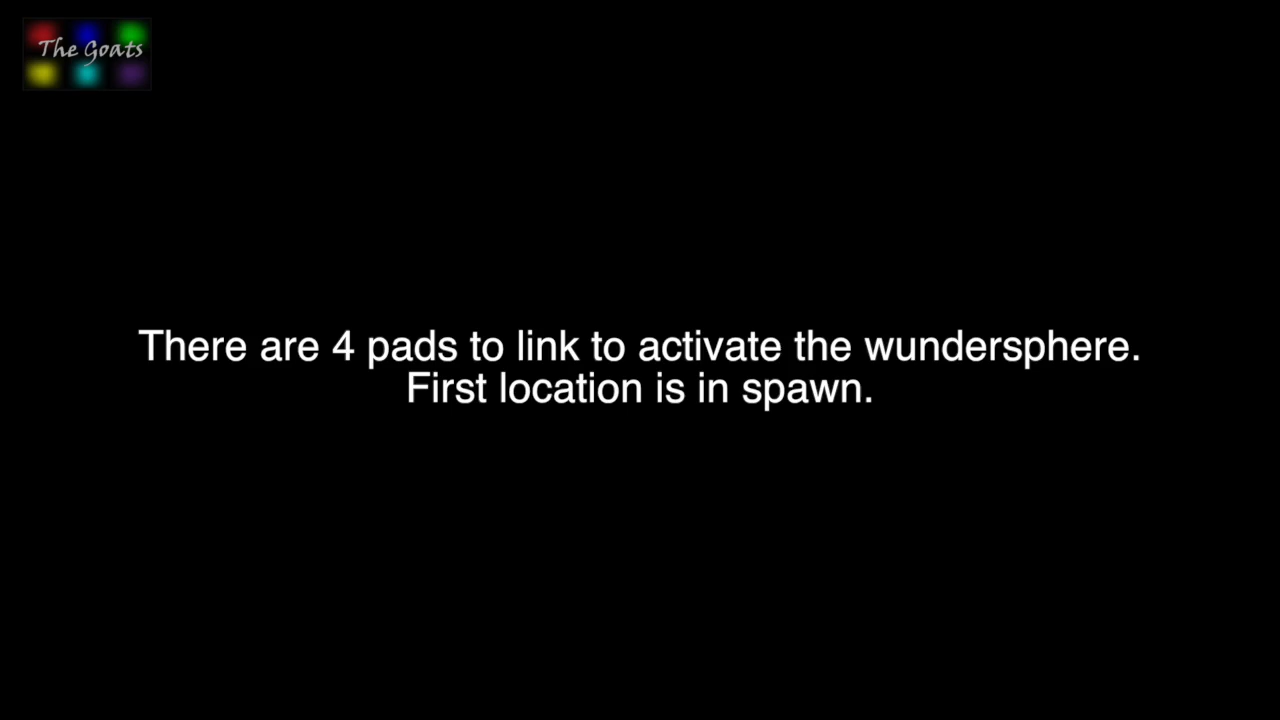 The Goats
There are 4 pads to link to activate the wundersphere.
First location is in spawn.